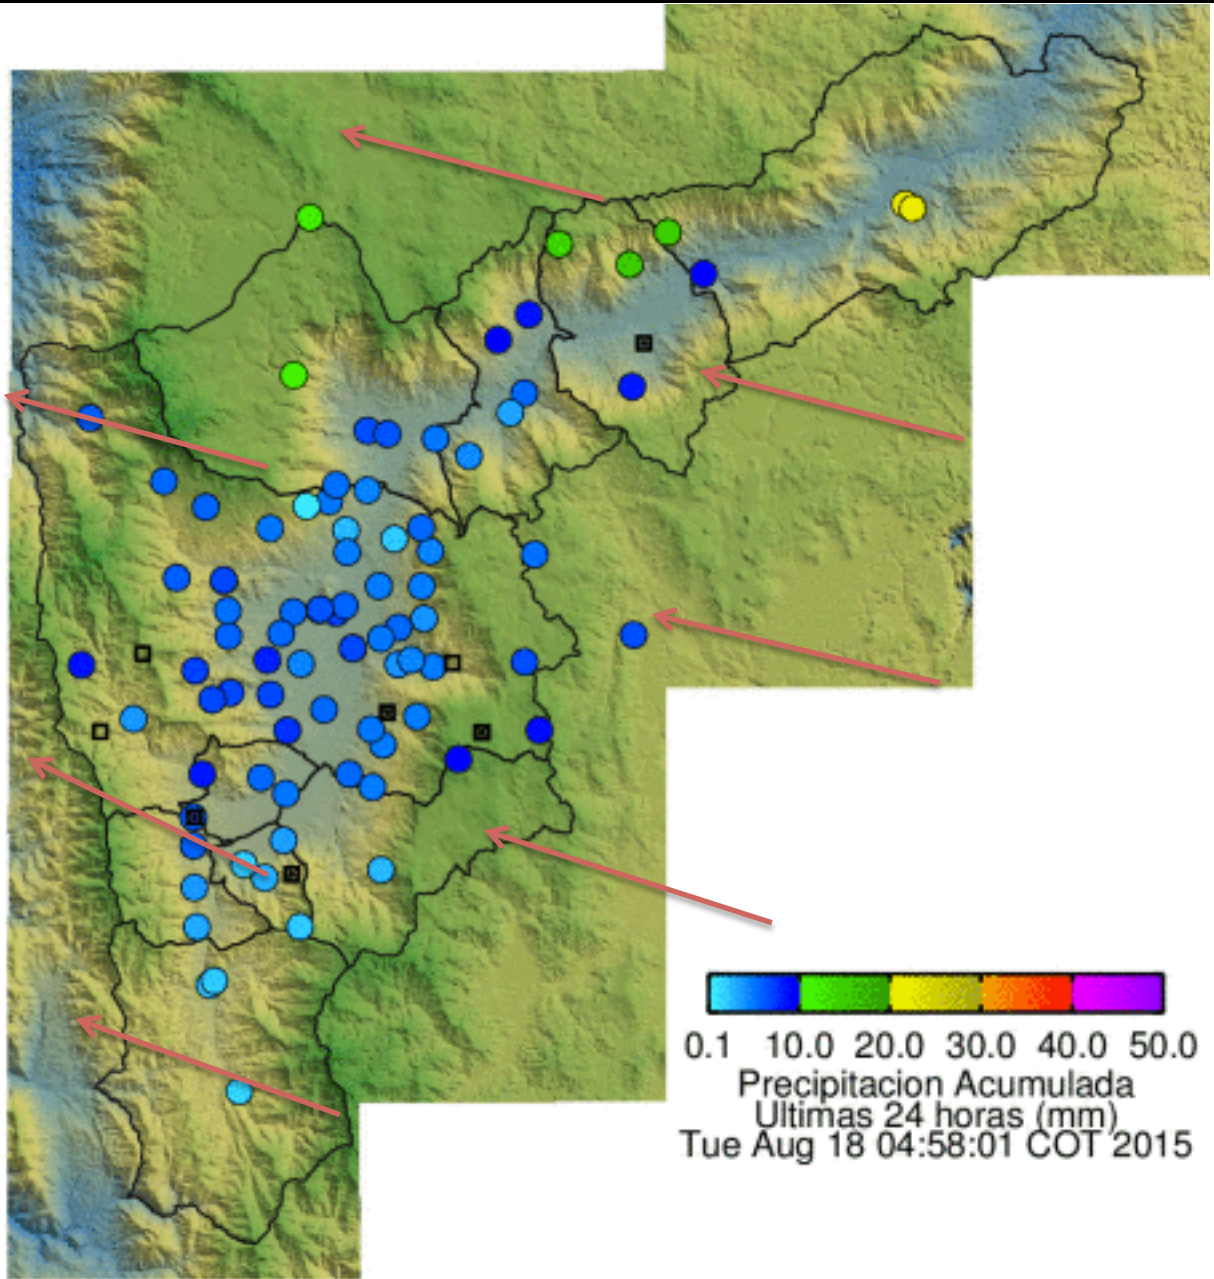 0.1 10.0 20.0 30.0 40.0 50.0
Precipitacion Acumulada
Ultimas 24 horas (mm)
Tue Aug 18 04:58:01 COT 2015